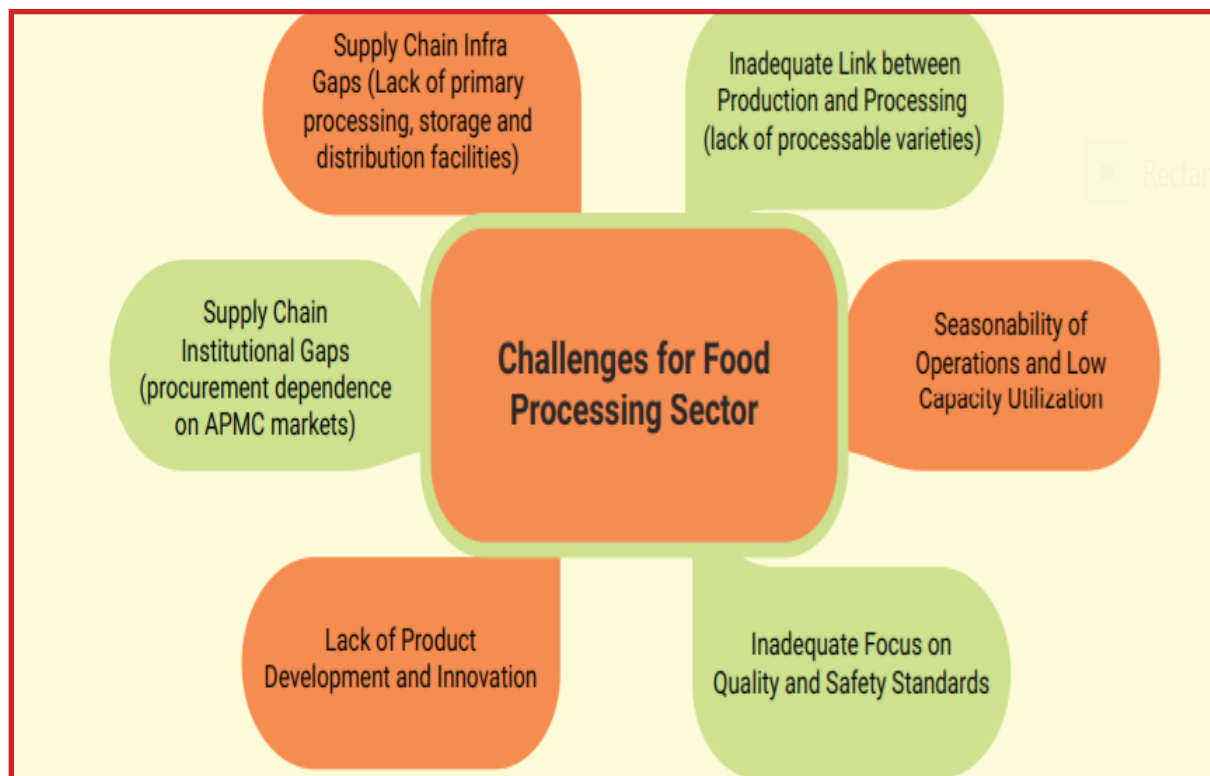 Supply Chain Infra
Gaps (Lack of primary
processing, storage and
distribution facilities)
Inadequate Link between
Production and Processing
(lack of processable varieties)
Supply Chain
Institutional Gaps
(procurement dependence
on APMC markets)
Challenges for Food
Processing Sector
Seasonability of
Operations and Low
Capacity Utilization
Lack of Product
Development and Innovation
Inadequate Focus on
Quality and Safety Standards